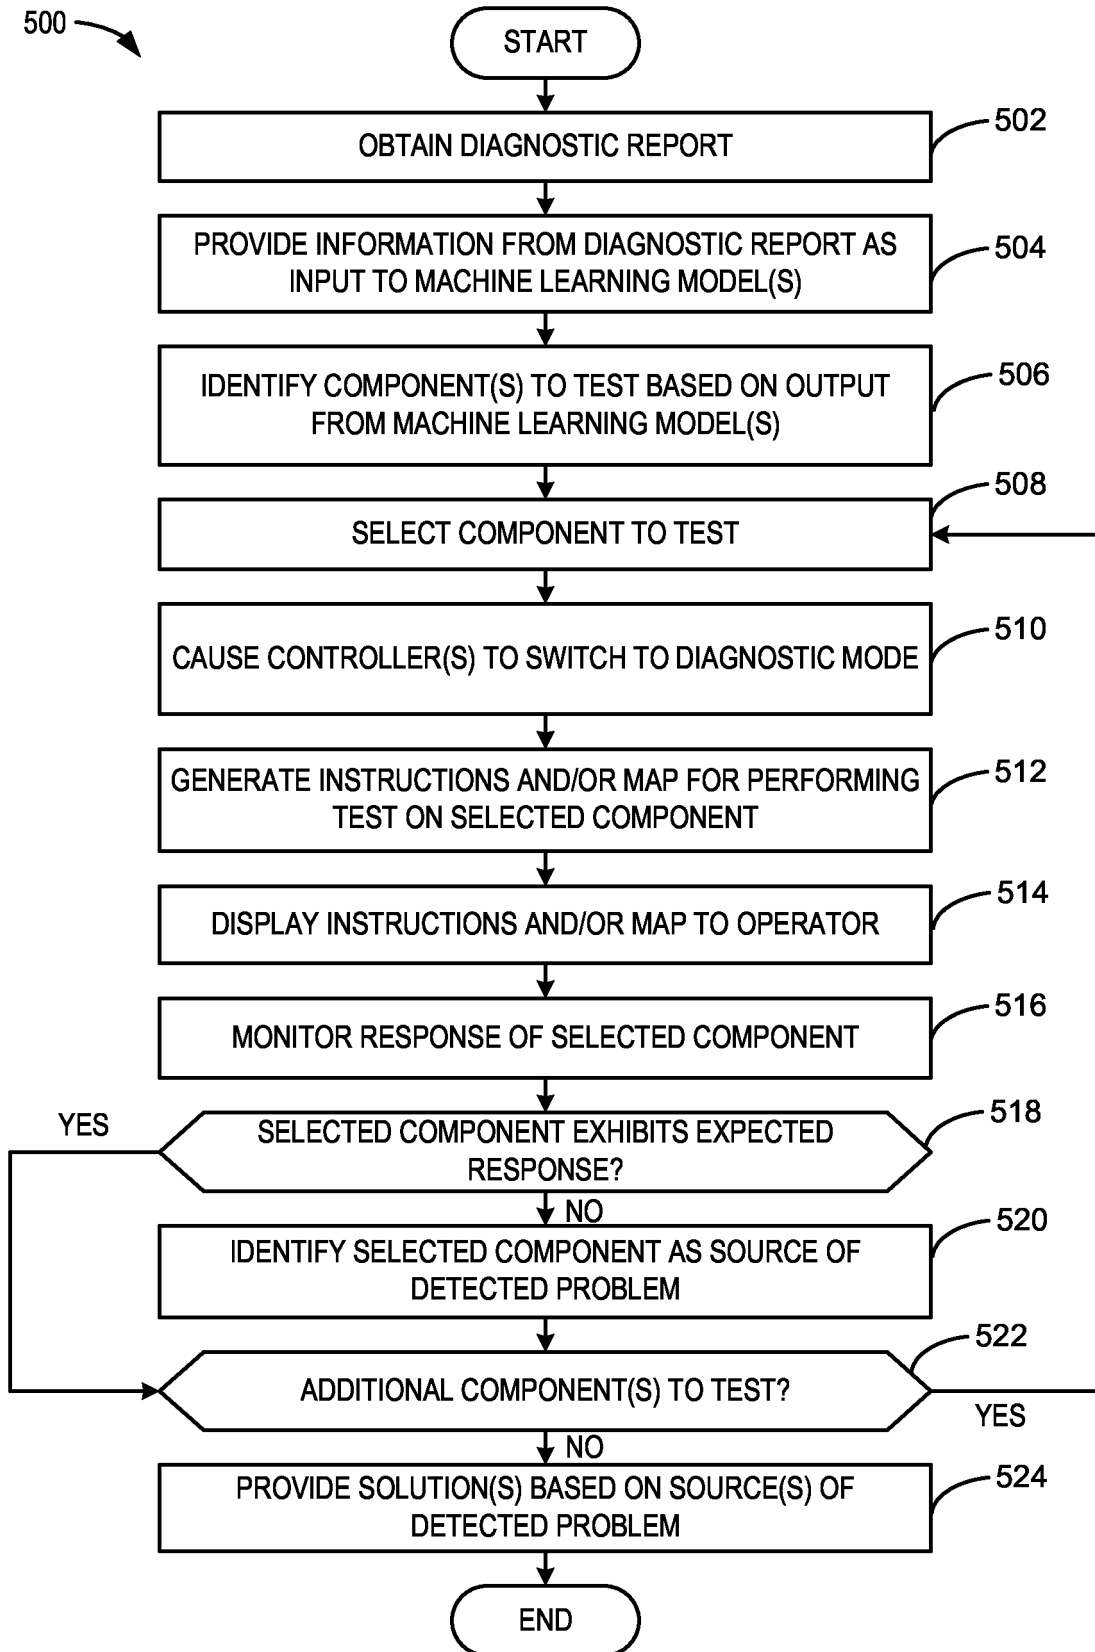 500
START
502
OBTAIN DIAGNOSTIC REPORT
504
PROVIDE INFORMATION FROM DIAGNOSTIC REPORT AS
INPUT TO MACHINE LEARNING MODEL(S)
506
IDENTIFY COMPONENT(S) TO TEST BASED ON OUTPUT
FROM MACHINE LEARNING MODEL(S)
508
SELECT COMPONENT TO TEST
510
CAUSE CONTROLLER(S) TO SWITCH TO DIAGNOSTIC MODE
512
GENERATE INSTRUCTIONS AND/OR MAP FOR PERFORMING
TEST ON SELECTED COMPONENT
514
DISPLAY INSTRUCTIONS AND/OR MAP TO OPERATOR
516
MONITOR RESPONSE OF SELECTED COMPONENT
518
YES
SELECTED COMPONENT EXHIBITS EXPECTED
RESPONSE?
NO
520
IDENTIFY SELECTED COMPONENT AS SOURCE OF
DETECTED PROBLEM
522
ADDITIONAL COMPONENT(S) TO TEST?
YES
NO
524
PROVIDE SOLUTION(S) BASED ON SOURCE(S) OF
DETECTED PROBLEM
END